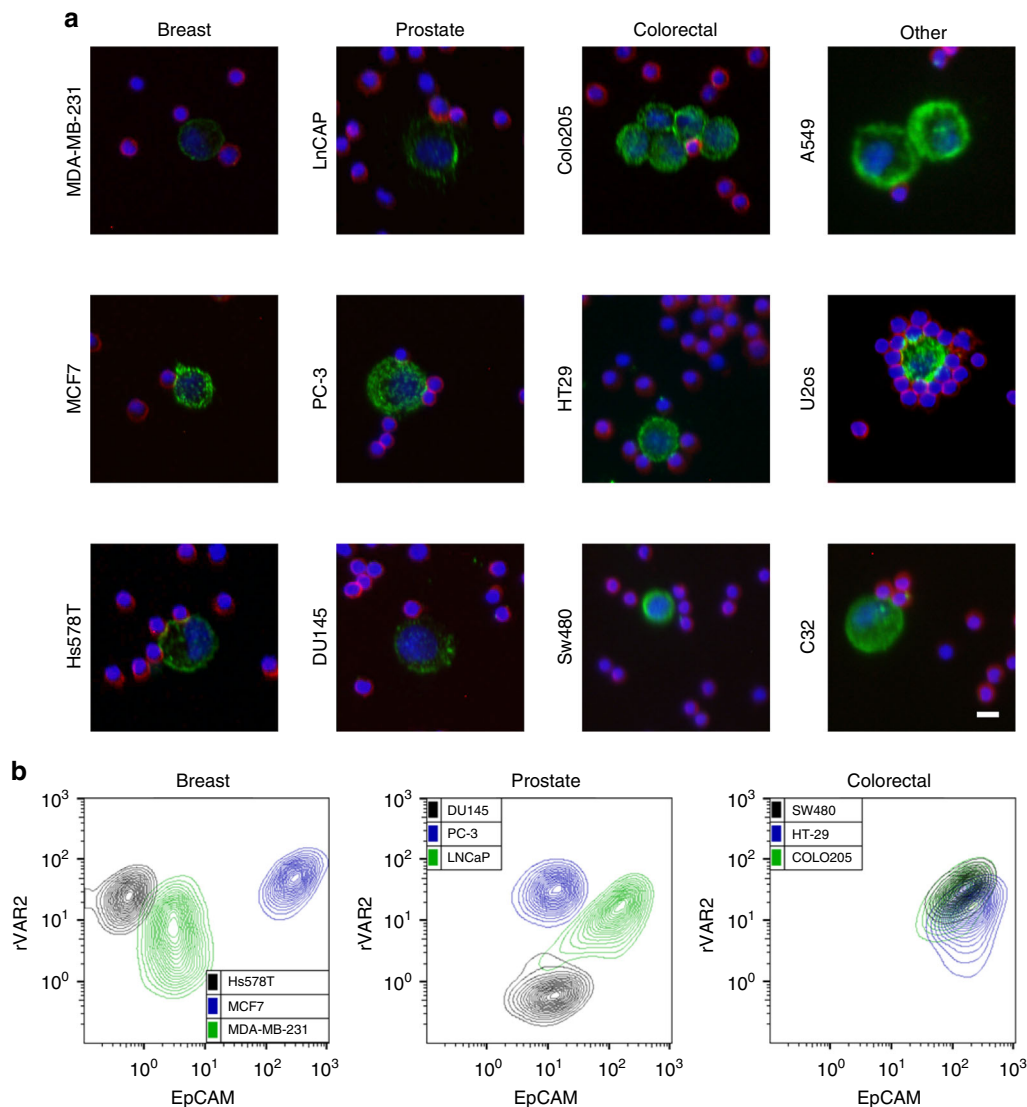 a
Breast
Prostate
Colorectal
Other
MDA-MB-231
LnCAP
Colo205
A549
MCF7
PC-3
HT29
U2os
Hs578T
DU145
Sw480
C32
b
Breast
Prostate
Colorectal
10³
10²
10¹
10⁰
rVAR2
Hs578T
MCF7
MDA-MB-231
10⁰ 10¹ 10² 10³
EpCAM
10³
10²
10¹
10⁰
rVAR2
DU145
PC-3
LNCaP
10⁰ 10¹ 10² 10³
EpCAM
10³
10²
10¹
10⁰
rVAR2
SW480
HT-29
COLO205
10⁰ 10¹ 10² 10³
EpCAM